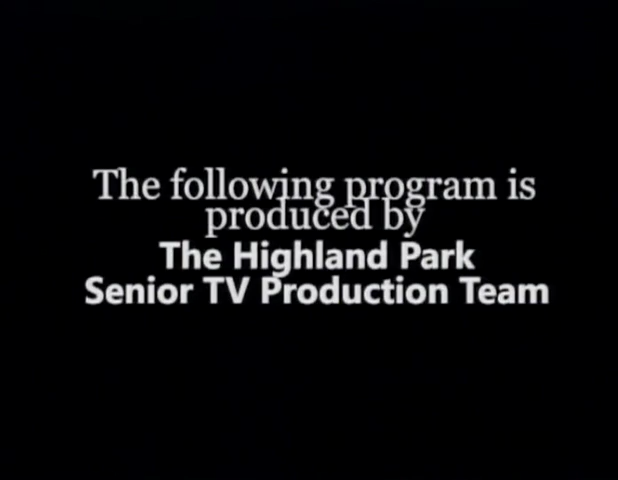 The following program is
produced by
The Highland Park
Senior TV Production Team